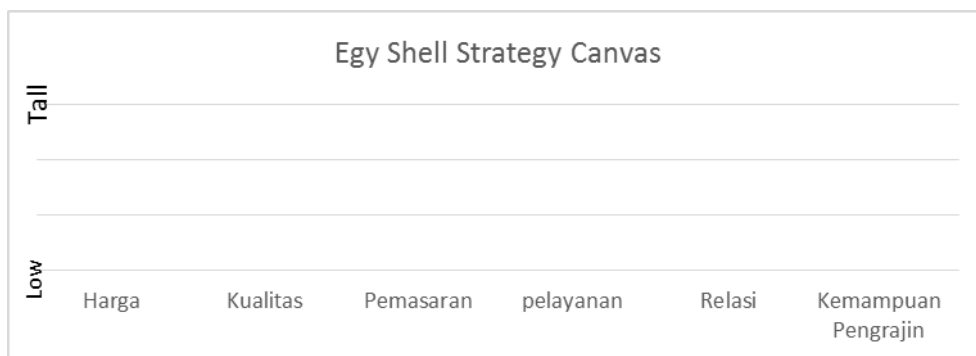 Egy Shell Strategy Canvas
Tall
Low
Harga
Kualitas
Pemasaran
pelayanan
Relasi
Kemampuan
Pengrajin